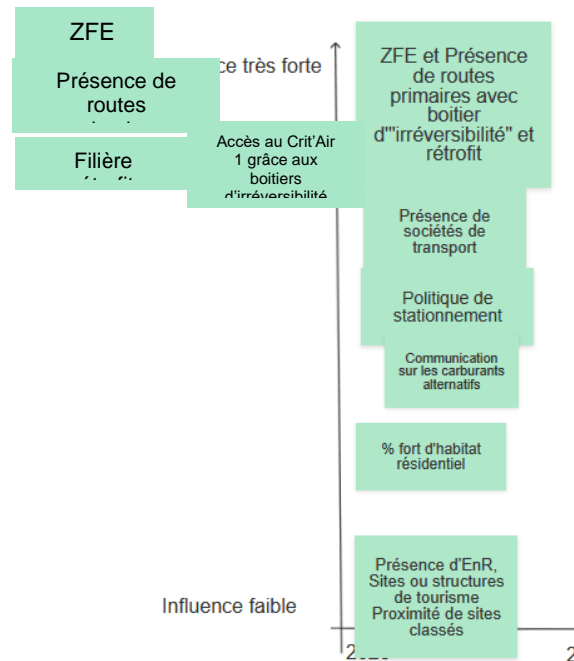 ZFE
Présence de
routes
Filière
ce très forte
Accès au Crit'Air
1 grâce aux
boitiers
d'irréversibilité
ZFE et Présence
de routes
primaires avec
boitier
d'"irréversibilité" et
rétrofit
Présence de
sociétés de
transport
Politique de
stationnement
Communication
sur les carburants
alternatifs
% fort d'habitat
résidentiel
Présence d'EnR,
Sites ou structures
de tourisme
Proximité de sites
classés
Influence faible